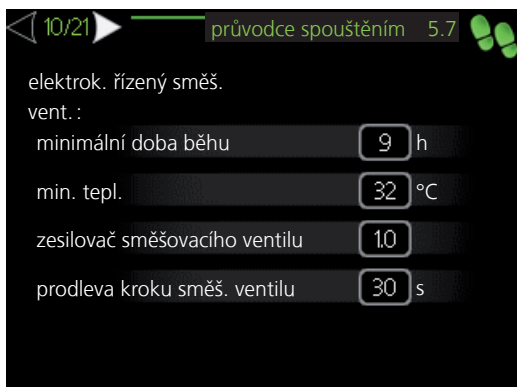 10/21 průvodce spouštěním 5.7
elektrok. řízený směš.
vent. :
minimální doba běhu 9 h
min. tepl. 32 °C
zesilovač směšovacího ventilu 1.0
prodleva kroku směš. ventilu 30 s